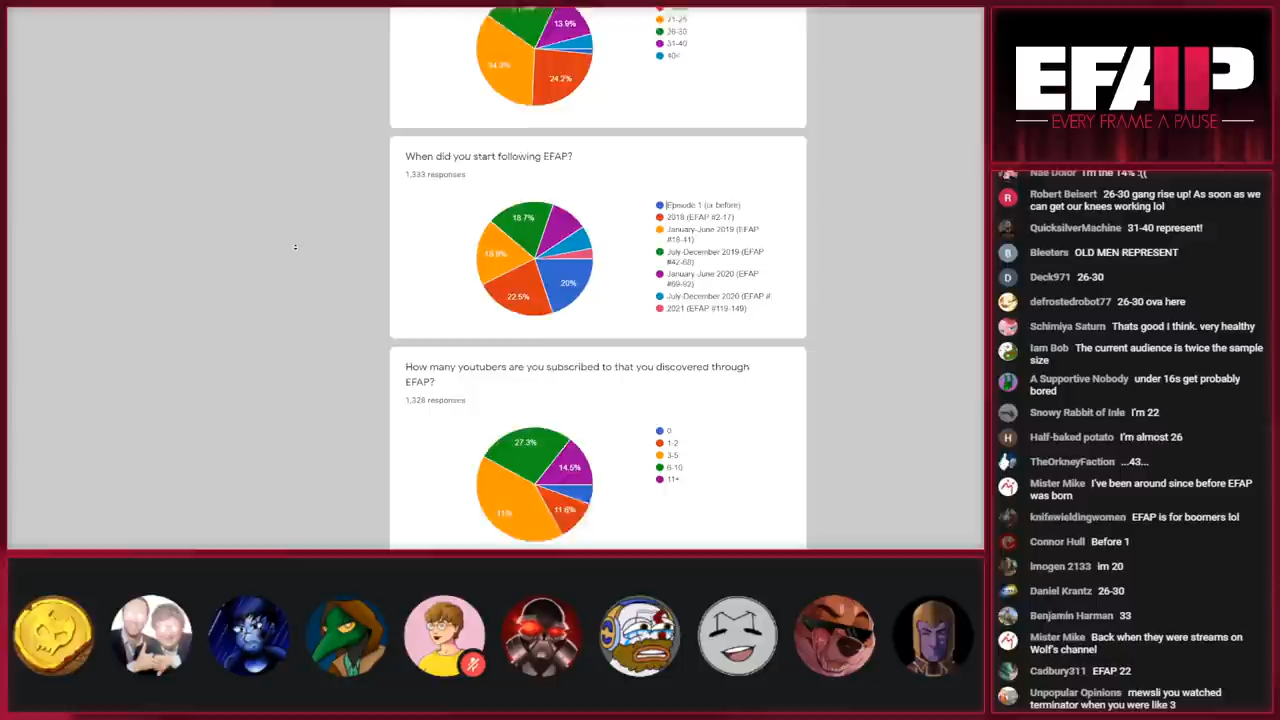 13.9%
21-25
26-30
31-40
40<
34.3%
24.2%
When did you start following EFAP?
1,333 responses
18.7%
18.9%
22.5%
20%
Episode 1 (or before)
2018 (EFAP #2-17)
January-June 2019 (EFAP
#18-41)
July-December 2019 (EFAP
#42-68)
January-June 2020 (EFAP
#69-92)
July-December 2020 (EFAP #
2021 (EFAP #119-149)
How many youtubers are you subscribed to that you discovered through
EFAP?
1,328 responses
27.3%
14.5%
11.6%
0
1-2
3-5
6-10
11+
EFAP
EVERY FRAME A PAUSE
Nae Dolor I'm the 14% :((
Robert Beisert 26-30 gang rise up! As soon as we
can get our knees working lol
QuicksilverMachine 31-40 represent!
Bleeters OLD MEN REPRESENT
Deck971 26-30
defrostedrobot77 26-30 ova here
Schimiya Saturn Thats good I think. very healthy
Iam Bob The current audience is twice the sample
size
A Supportive Nobody under 16s get probably
bored
Snowy Rabbit of Inle I'm 22
Half-baked potato I'm almost 26
TheOrkneyFaction ...43...
Mister Mike I've been around since before EFAP
was born
knifewieldingwomen EFAP is for boomers lol
Connor Hull Before 1
Imogen 2133 im 20
Daniel Krantz 26-30
Benjamin Harman 33
Mister Mike Back when they were streams on
Wolf's channel
Cadbury311 EFAP 22
Unpopular Opinions mewsli you watched
terminator when you were like 3